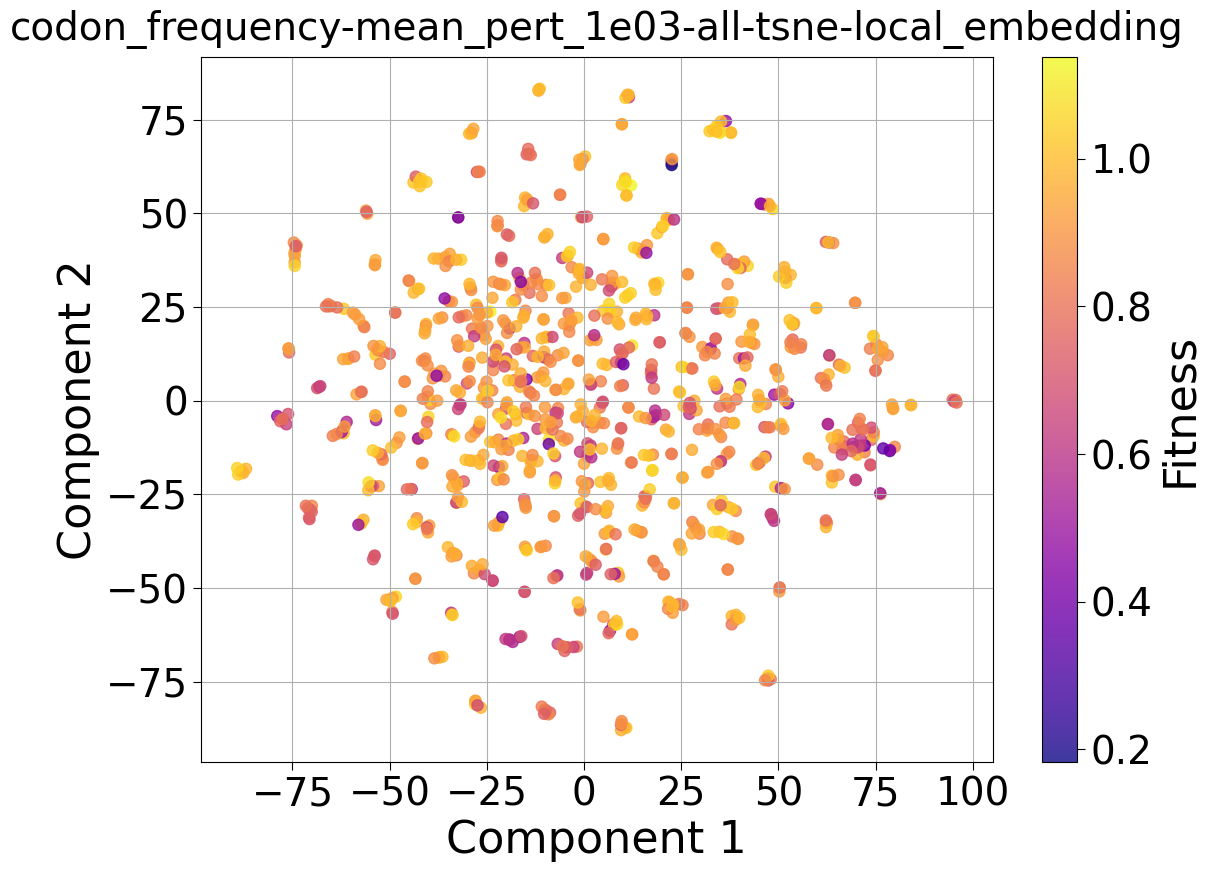 codon_frequency-mean_pert_1e03-all-tsne-local_embedding
75
50
25
0
−25
−50
−75
Component 2
−75 −50 −25 0 25 50 75 100
Component 1
1.0
0.8
0.6
0.4
0.2
Fitness